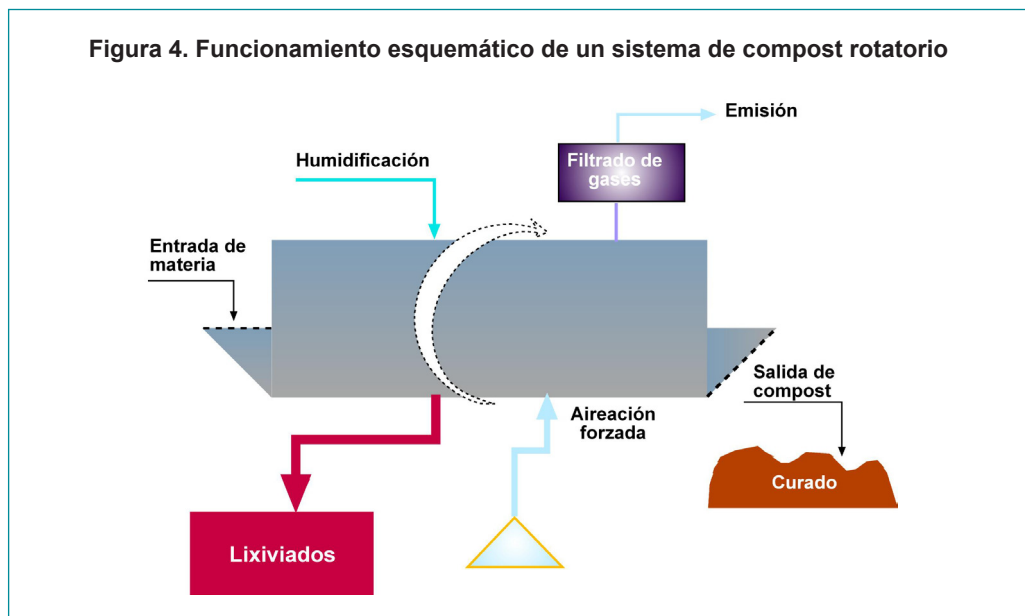 Figura 4. Funcionamiento esquemático de un sistema de compost rotatorio
Emisión
Humidificación
Filtrado de
gases
Entrada de
materia
Salida de
compost
Aireación
forzada
Curado
Lixiviados